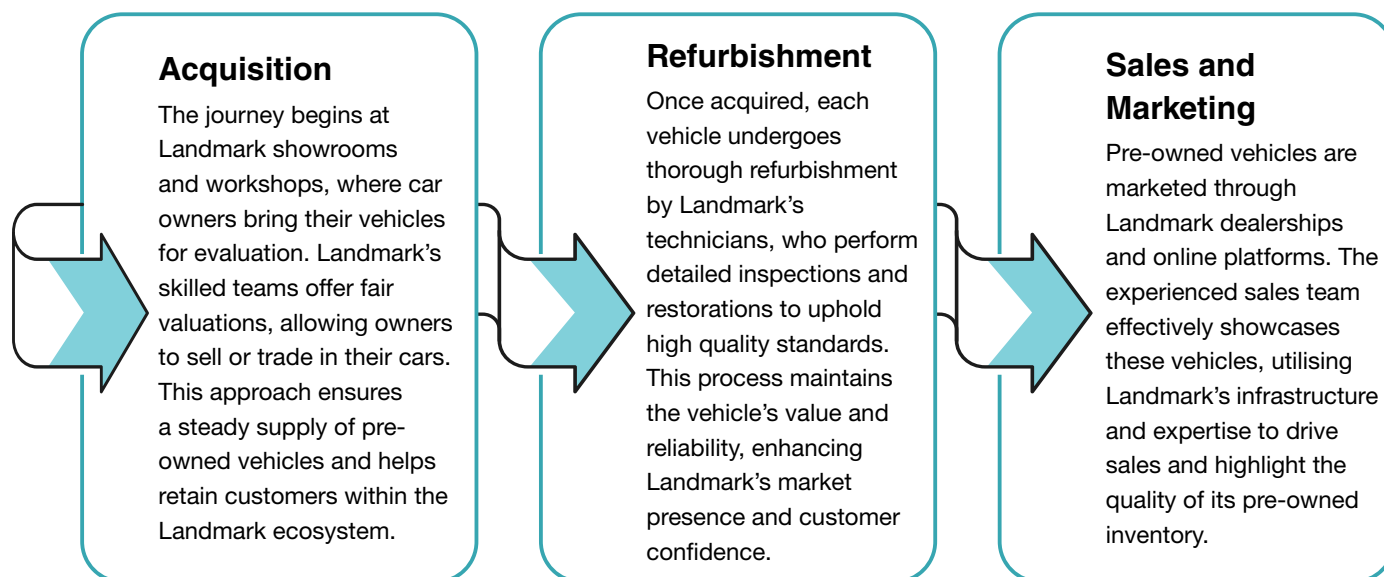 Acquisition
The journey begins at
Landmark showrooms
and workshops, where car
owners bring their vehicles
for evaluation. Landmark’s
skilled teams offer fair
valuations, allowing owners
to sell or trade in their cars.
This approach ensures
a steady supply of pre-
owned vehicles and helps
retain customers within the
Landmark ecosystem.
Refurbishment
Once acquired, each
vehicle undergoes
thorough refurbishment
by Landmark’s
technicians, who perform
detailed inspections and
restorations to uphold
high quality standards.
This process maintains
the vehicle’s value and
reliability, enhancing
Landmark’s market
presence and customer
confidence.
Sales and
Marketing
Pre-owned vehicles are
marketed through
Landmark dealerships
and online platforms. The
experienced sales team
effectively showcases
these vehicles, utilising
Landmark’s infrastructure
and expertise to drive
sales and highlight the
quality of its pre-owned
inventory.